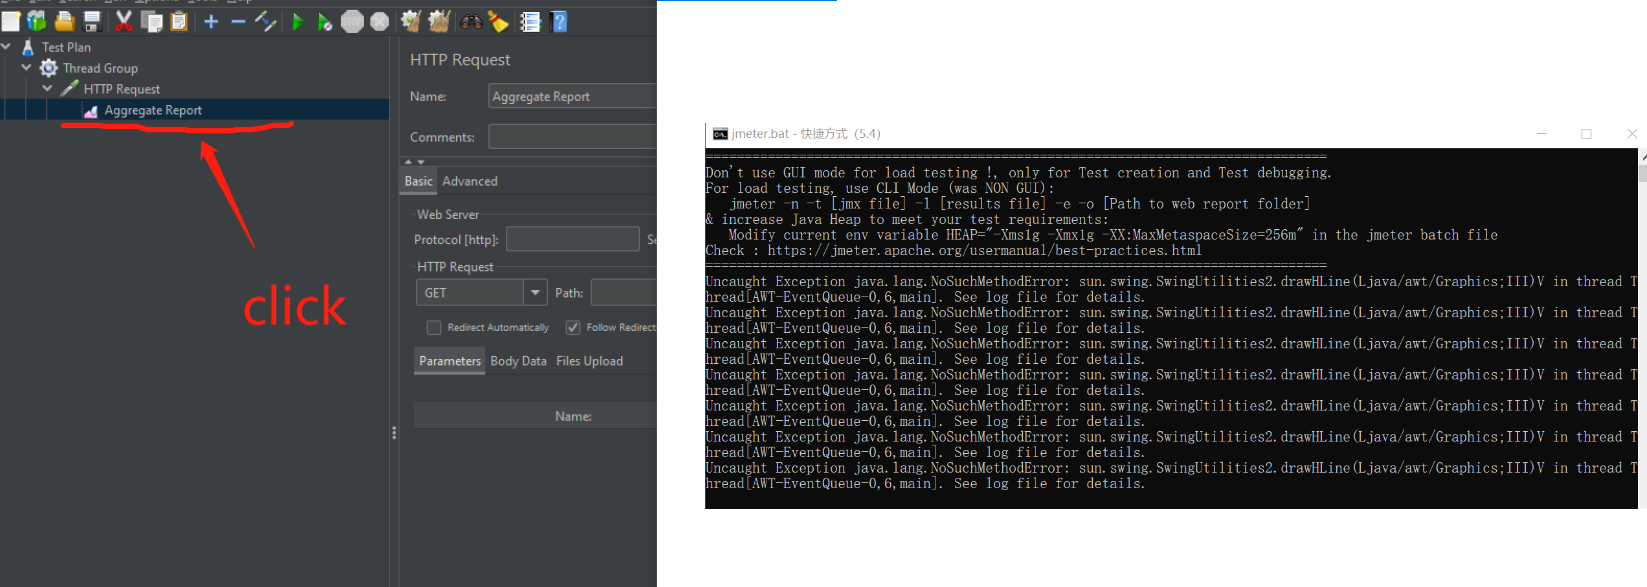 Test Plan
Thread Group
HTTP Request
Aggregate Report
click
HTTP Request
Name:
Aggregate Report
Comments:
Basic
Advanced
Web Server
Protocol [http]:
HTTP Request
GET
Path:
Redirect Automatically
Follow Redirect
Parameters
Body Data
Files Upload
Name:
jmeter.bat - 快捷方式 (5.4)
================================================================================
Don't use GUI mode for load testing !, only for Test creation and Test debugging.
For load testing, use CLI Mode (was NON GUI):
jmeter -n -t [jmx file] -l [results file] -e -o [Path to web report folder]
& increase Java Heap to meet your test requirements:
Modify current env variable HEAP="-Xms1g -Xmx1g -XX:MaxMetaspaceSize=256m" in the jmeter batch file
Check : https://jmeter.apache.org/usermanual/best-practices.html
================================================================================
Uncaught Exception java.lang.NoSuchMethodError: sun.swing.SwingUtilities2.drawHLine(Ljava/awt/Graphics;III)V in thread T
hread[AWT-EventQueue-0,6,main]. See log file for details.
Uncaught Exception java.lang.NoSuchMethodError: sun.swing.SwingUtilities2.drawHLine(Ljava/awt/Graphics;III)V in thread T
hread[AWT-EventQueue-0,6,main]. See log file for details.
Uncaught Exception java.lang.NoSuchMethodError: sun.swing.SwingUtilities2.drawHLine(Ljava/awt/Graphics;III)V in thread T
hread[AWT-EventQueue-0,6,main]. See log file for details.
Uncaught Exception java.lang.NoSuchMethodError: sun.swing.SwingUtilities2.drawHLine(Ljava/awt/Graphics;III)V in thread T
hread[AWT-EventQueue-0,6,main]. See log file for details.
Uncaught Exception java.lang.NoSuchMethodError: sun.swing.SwingUtilities2.drawHLine(Ljava/awt/Graphics;III)V in thread T
hread[AWT-EventQueue-0,6,main]. See log file for details.
Uncaught Exception java.lang.NoSuchMethodError: sun.swing.SwingUtilities2.drawHLine(Ljava/awt/Graphics;III)V in thread T
hread[AWT-EventQueue-0,6,main]. See log file for details.
Uncaught Exception java.lang.NoSuchMethodError: sun.swing.SwingUtilities2.drawHLine(Ljava/awt/Graphics;III)V in thread T
hread[AWT-EventQueue-0,6,main]. See log file for details.